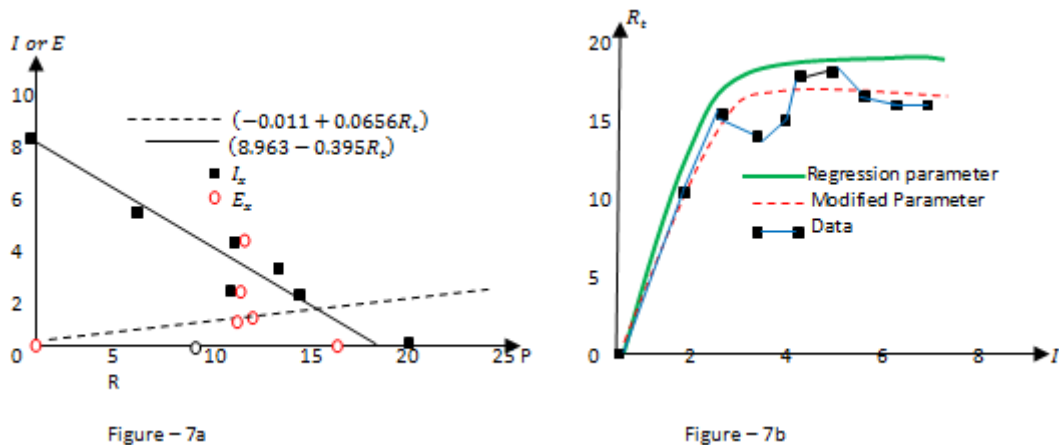 I or E
10
8
6
4
2
0
5
10
15
20
25 P
R
(−0.011 + 0.0656R_t)
(8.963 − 0.395R_t)
I_x
E_x
Figure – 7a
R_t
20
15
10
5
0
2
4
6
8
I
Regression parameter
Modified Parameter
Data
Figure – 7b